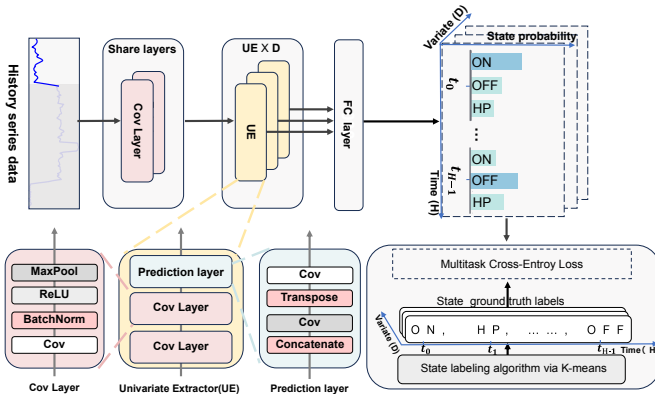 Variate (D)
State probability
Share layers
UE X D
History series data
Cov Layer
UE
FC layer
t0
ON
OFF
HP
...
tH-1
ON
OFF
HP
Time (H)
MaxPool
ReLU
BatchNorm
Cov
Cov Layer
Prediction layer
Cov Layer
Cov Layer
Univariate Extractor(UE)
Cov
Transpose
Cov
Concatenate
Prediction layer
Multitask Cross-Entroy Loss
State ground truth labels
Variate (D)
O N , H P , ... ... , O F F
t0 t1 tH-1 Time( H
State labeling algorithm via K-means